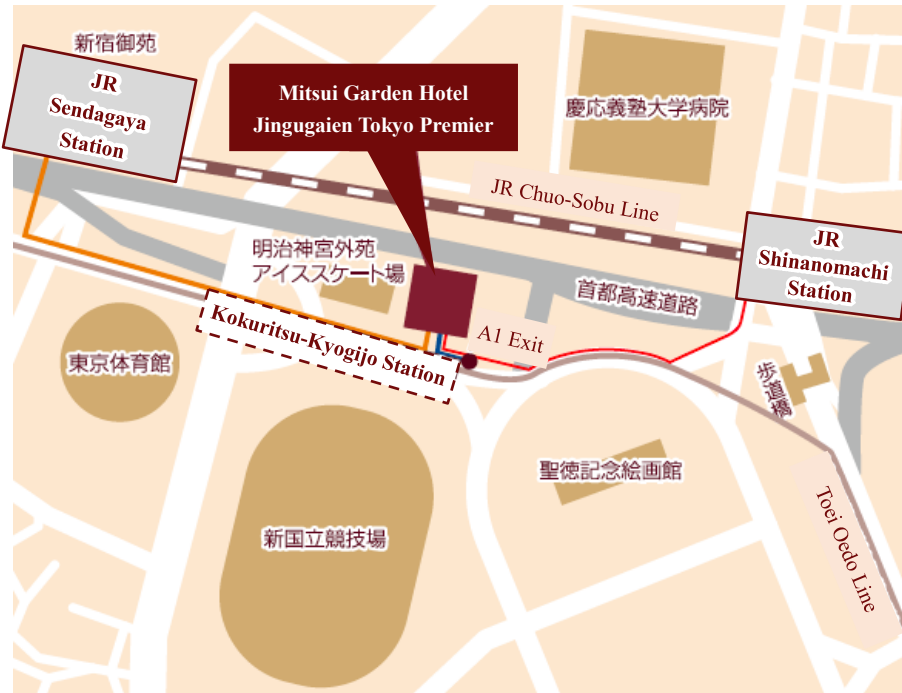 新宿御苑
JR
Sendagaya
Station
Mitsui Garden Hotel
Jingugaien Tokyo Premier
慶応義塾大学病院
JR Chuo-Sobu Line
JR
Shinanomachi
Station
明治神宮外苑
アイススケート場
首都高速道路
Kokuritsu-Kyogijo Station
A1 Exit
東京体育館
歩道橋
聖徳記念絵画館
新国立競技場
Toei Oedo Line